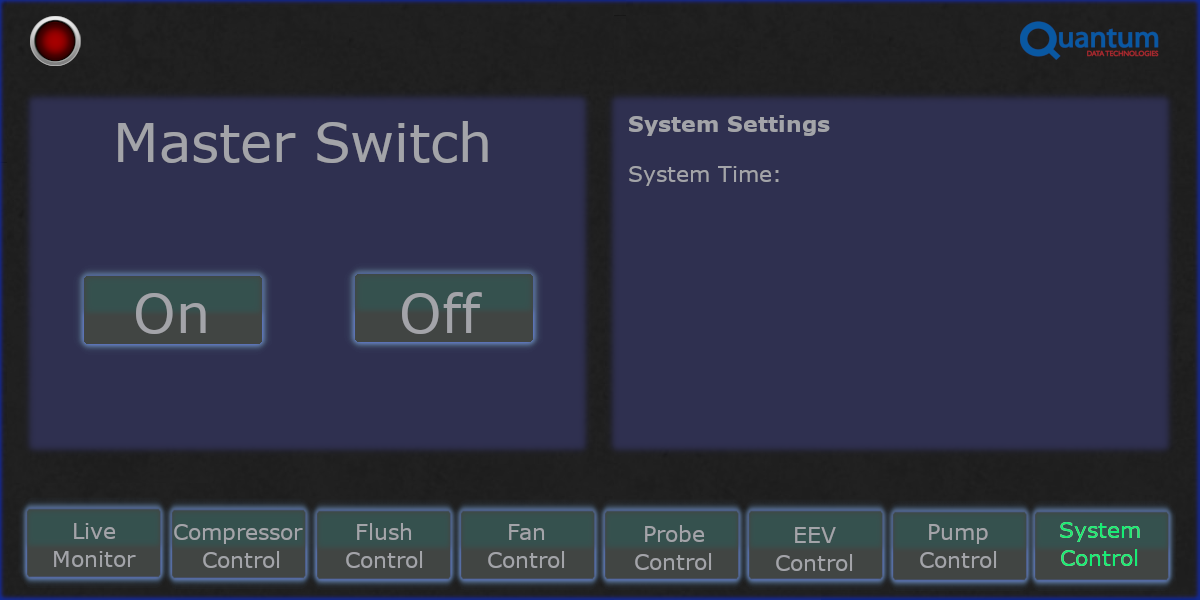 Quantum
DATA TECHNOLOGIES
Master Switch
On
Off
System Settings
System Time:
Live
Monitor
Compressor
Control
Flush
Control
Fan
Control
Probe
Control
EEV
Control
Pump
Control
System
Control